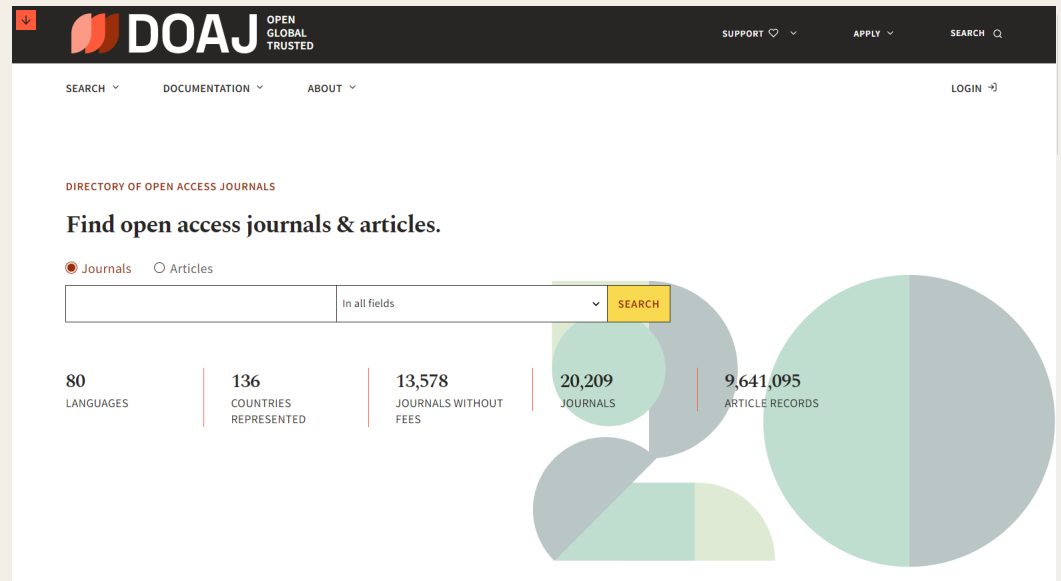 DOAJ
OPEN
GLOBAL
TRUSTED
SUPPORT
APPLY
SEARCH
SEARCH
DOCUMENTATION
ABOUT
LOGIN
DIRECTORY OF OPEN ACCESS JOURNALS
Find open access journals & articles.
Journals
Articles
In all fields
SEARCH
80
LANGUAGES
136
COUNTRIES
REPRESENTED
13,578
JOURNALS WITHOUT
FEES
20,209
JOURNALS
9,641,095
ARTICLE RECORDS
20